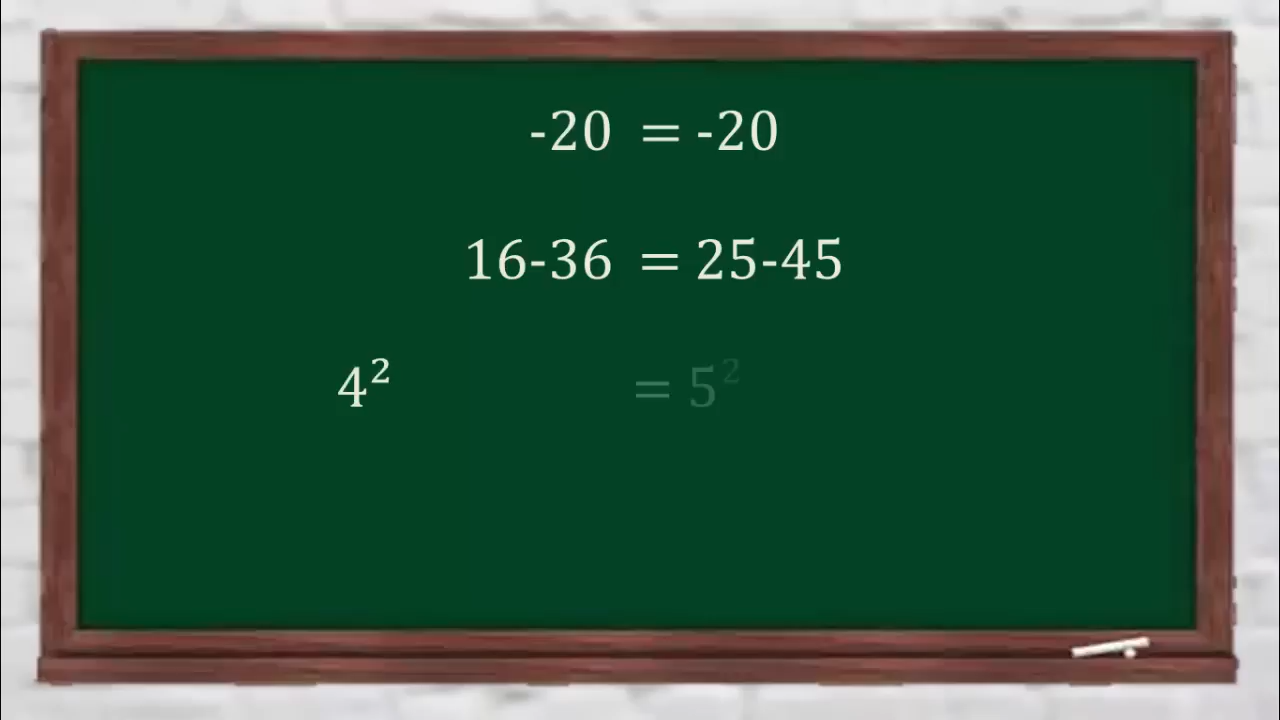 -20 = -20
16-36 = 25-45
4² = 5²